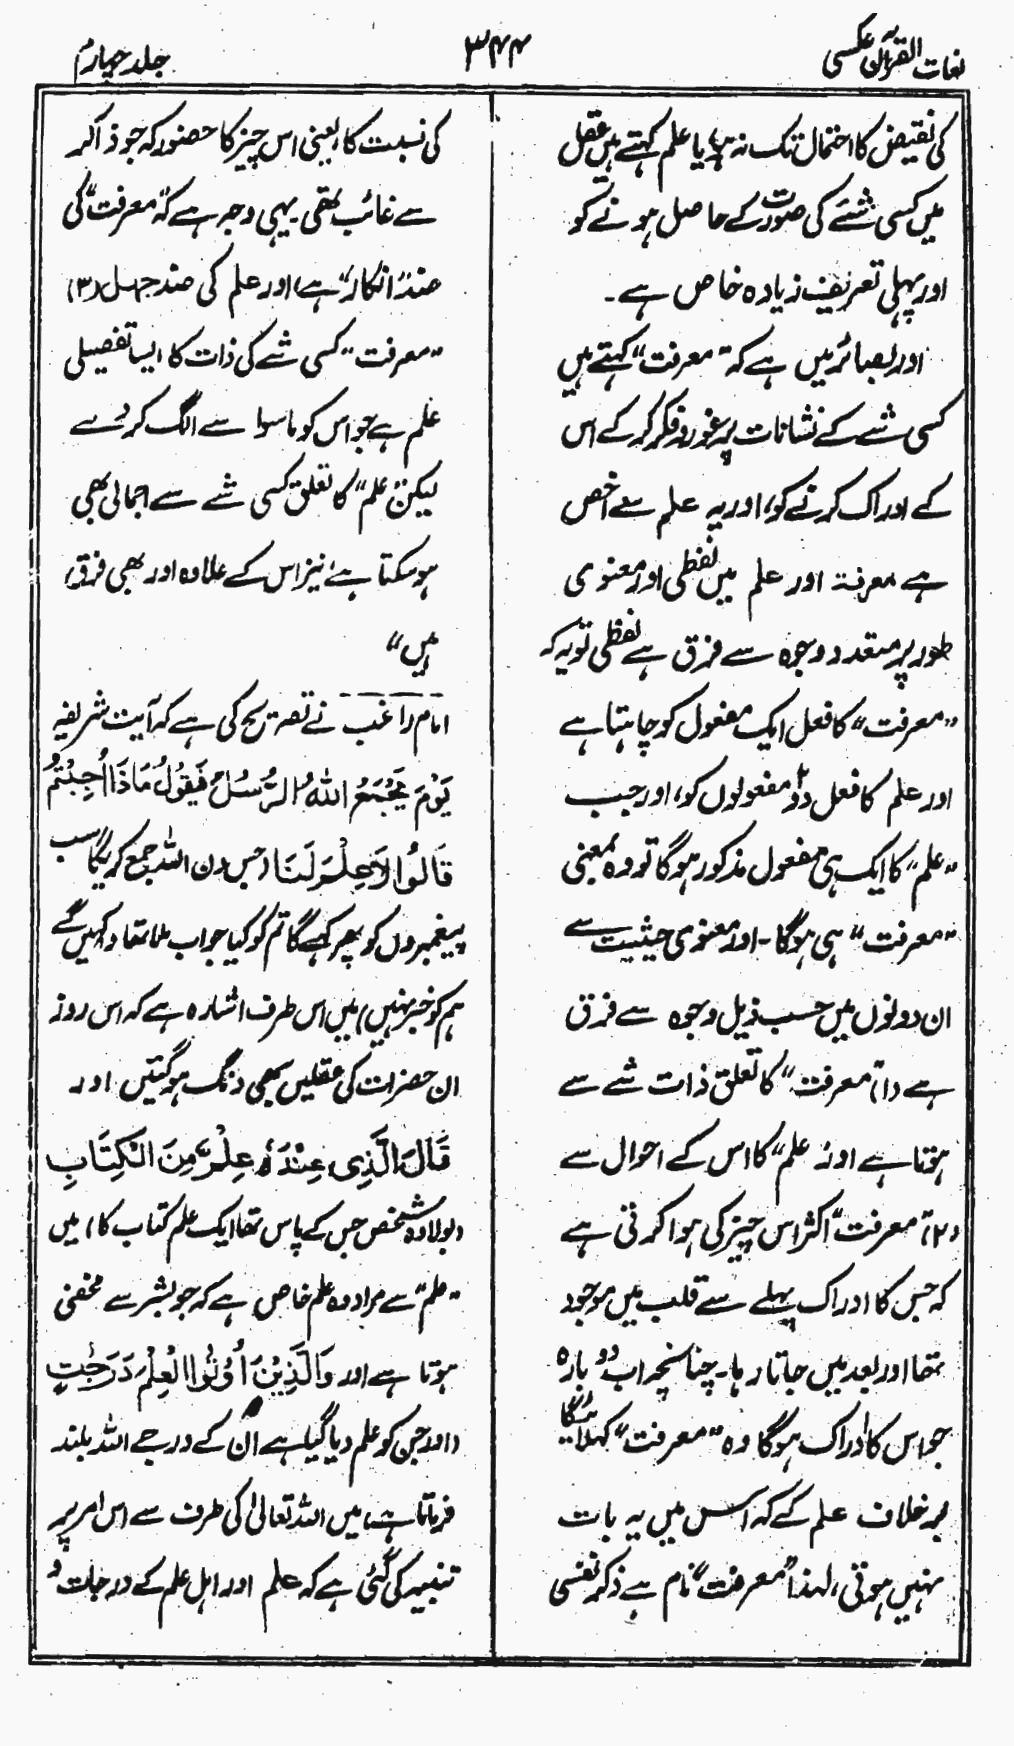 لغات القرآن عکسی
۳۴۴
جلد چہارم
کی نقیض کا احتمال تک نہ رہے یا علم کہتے ہیں عقل
میں کسی شئے کی صورت کے حاصل ہونے کو
اور پہلی تعریف زیادہ خاص ہے۔
اور بصائر میں ہے کہ "معرفت" کہتے ہیں
کسی شے کے نشانات پر غور و فکر کر کے اس
کے ادراک کرنے کو، اور یہ علم سے اخص
ہے معرفۃ اور علم میں لفظی اور معنوی
طور پر متعدد وجوہ سے فرق ہے لفظی تو یہ کہ
"معرفت" کا فعل ایک مفعول کو چاہتا ہے
اور علم کا فعل دو مفعولوں کو، اور جب
"علم" کا ایک ہی مفعول مذکور ہوگا تو وہ بمعنی
"معرفت" ہی ہوگا۔ اور معنوی حیثیت سے
ان دونوں میں حسب ذیل وجوہ سے فرق
ہے (۱) "معرفت" کا تعلق ذات شے سے
ہوتا ہے اور "علم" کا اس کے احوال سے
(۲) "معرفت" اکثر اس چیز کی ہوا کرتی ہے
کہ جس کا ادراک پہلے سے قلب میں موجود
تھا اور بعد میں جاتا رہا۔ چنانچہ اب دوبارہ
جو اس کا ادراک ہوگا وہ "معرفت" کہلائیگا
برخلاف علم کے کہ اس میں یہ بات
نہیں ہوتی، لہذا "معرفت" نام ہے ذکر نفسی
کی نسبت کا، یعنی اس چیز کا حضور کہ جو ذاکر
سے غائب تھی یہی وجہ ہے کہ "معرفت" کی
ضد "انکار" ہے، اور علم کی ضد جہل (۳)
"معرفت" کسی شے کی ذات کا ایسا تفصیلی
علم ہے جو اس کو ماسوا سے الگ کر دے
لیکن "علم" کا تعلق کسی شے سے اجمالی بھی
ہو سکتا ہے، نیز اس کے علاوہ اور بھی فرق
ہیں"
امام راغب نے تصریح کی ہے کہ آیت شریفہ
يَوْمَ يَجْمَعُ اللّٰهُ الرُّسُلَ فَيَقُولُ مَاذَا اُجِبْتُمْ
قَالُوا لَا عِلْمَ لَنَا (جس دن اللہ جمع کریگا سب
پیغمبروں کو پھر کہے گا تم کو کیا جواب ملا تھا وہ کہیں گے
ہم کو خبر نہیں) میں اس طرف اشارہ ہے کہ اس روز
ان حضرات کی عقلیں بھی دنگ ہو گئیں اور
قَالَ الَّذِى عِنْدَهٗ عِلْمٌ مِنَ الْكِتَابِ
(بولا وہ شخص جس کے پاس تھا ایک علم کتاب کا) میں
"علم" سے مراد وہ علم خاص ہے کہ جو بشر سے مخفی
ہوتا ہے اور وَالَّذِيْنَ اُوْتُوا الْعِلْمَ دَرَجٰتٍ
(اور جن کو علم دیا گیا ہے ان کے درجے اللہ بلند
فرماتا ہے) میں اللہ تعالیٰ کی طرف سے اس امر پر
تنبیہ کی گئی ہے کہ علم اور اہل علم کے درجات و